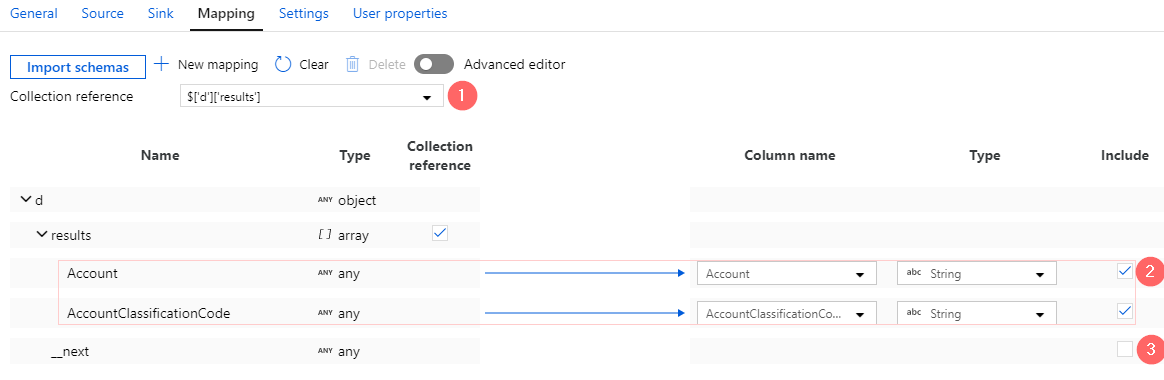 General Source Sink Mapping Settings User properties
Import schemas New mapping Clear Delete Advanced editor
Collection reference $['d']['results'] 1
Name Type Collection reference Column name Type Include
d ANY object
results [ ] array
Account ANY any Account abc String 2
AccountClassificationCode ANY any AccountClassificationCo... abc String
__next ANY any 3